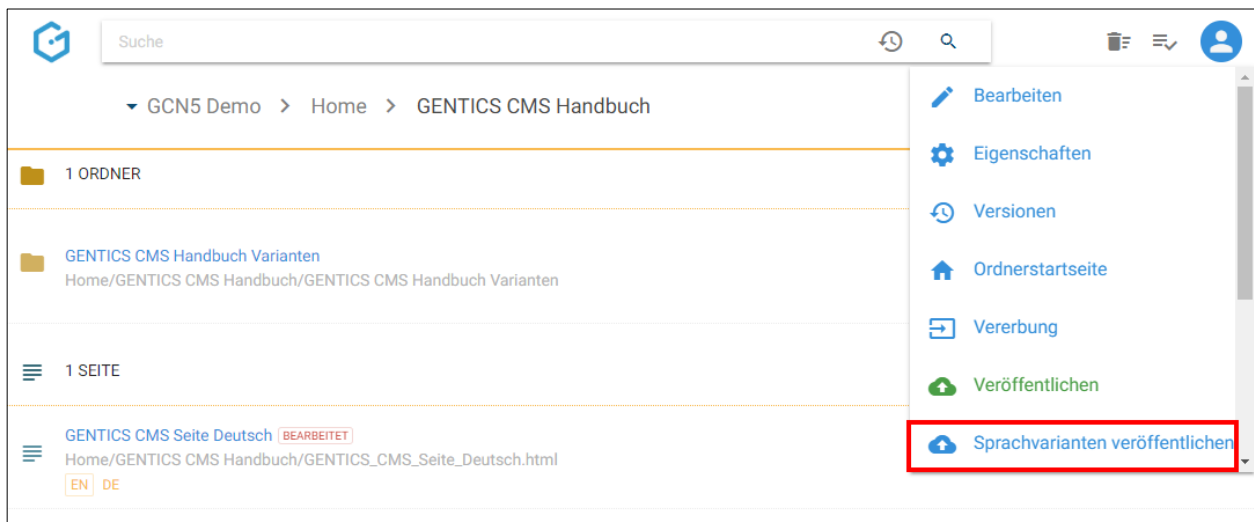 Suche
GCN5 Demo > Home > GENTICS CMS Handbuch
1 ORDNER
GENTICS CMS Handbuch Varianten
Home/GENTICS CMS Handbuch/GENTICS CMS Handbuch Varianten
1 SEITE
GENTICS CMS Seite Deutsch BEARBEITET
Home/GENTICS CMS Handbuch/GENTICS_CMS_Seite_Deutsch.html
EN DE
Bearbeiten
Eigenschaften
Versionen
Ordnerstartseite
Vererbung
Veröffentlichen
Sprachvarianten veröffentlichen